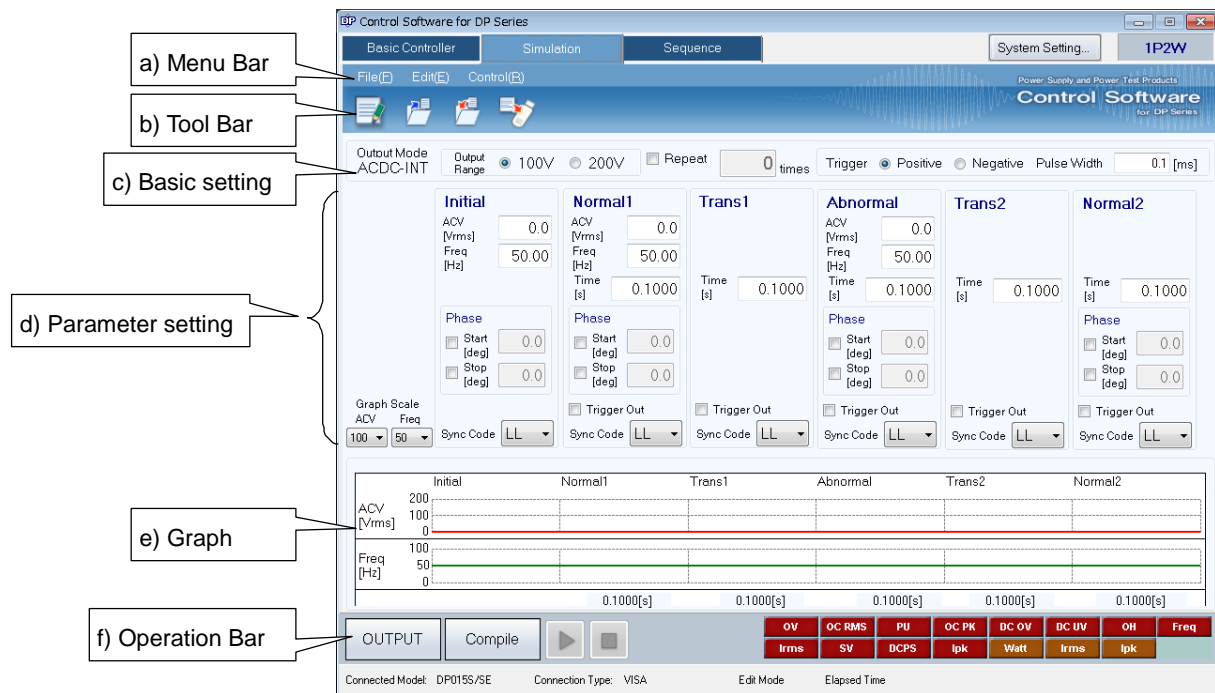 DP Control Software for DP Series
Basic Controller Simulation Sequence System Setting... 1P2W
a) Menu Bar
File(F) Edit(E) Control(R)
Power Supply and Power Test Products
Control Software
for DP Series
b) Tool Bar
c) Basic setting
Output Mode
ACDC-INT
Output Range 100V 200V Repeat 0 times Trigger Positive Negative Pulse Width 0.1 [ms]
d) Parameter setting
Initial Normal1 Trans1 Abnormal Trans2 Normal2
ACV [Vrms] 0.0 ACV [Vrms] 0.0 ACV [Vrms] 0.0
Freq [Hz] 50.00 Freq [Hz] 50.00 Freq [Hz] 50.00
Time [s] 0.1000 Time [s] 0.1000 Time [s] 0.1000 Time [s] 0.1000 Time [s] 0.1000
Phase Phase Phase Phase
Start [deg] 0.0 Start [deg] 0.0 Start [deg] 0.0 Start [deg] 0.0
Stop [deg] 0.0 Stop [deg] 0.0 Stop [deg] 0.0 Stop [deg] 0.0
Graph Scale
ACV Freq
100 50
Trigger Out Trigger Out Trigger Out Trigger Out Trigger Out
Sync Code LL Sync Code LL Sync Code LL Sync Code LL Sync Code LL Sync Code LL
e) Graph
Initial Normal1 Trans1 Abnormal Trans2 Normal2
ACV [Vrms]
200
100
0
Freq [Hz]
100
50
0
0.1000[s] 0.1000[s] 0.1000[s] 0.1000[s] 0.1000[s]
f) Operation Bar
OUTPUT Compile
OV OC RMS PU OC PK DC OV DC UV OH Freq
Irms SV DCPS Ipk Watt Irms Ipk
Connected Model: DP015S/SE Connection Type: VISA Edit Mode Elapsed Time